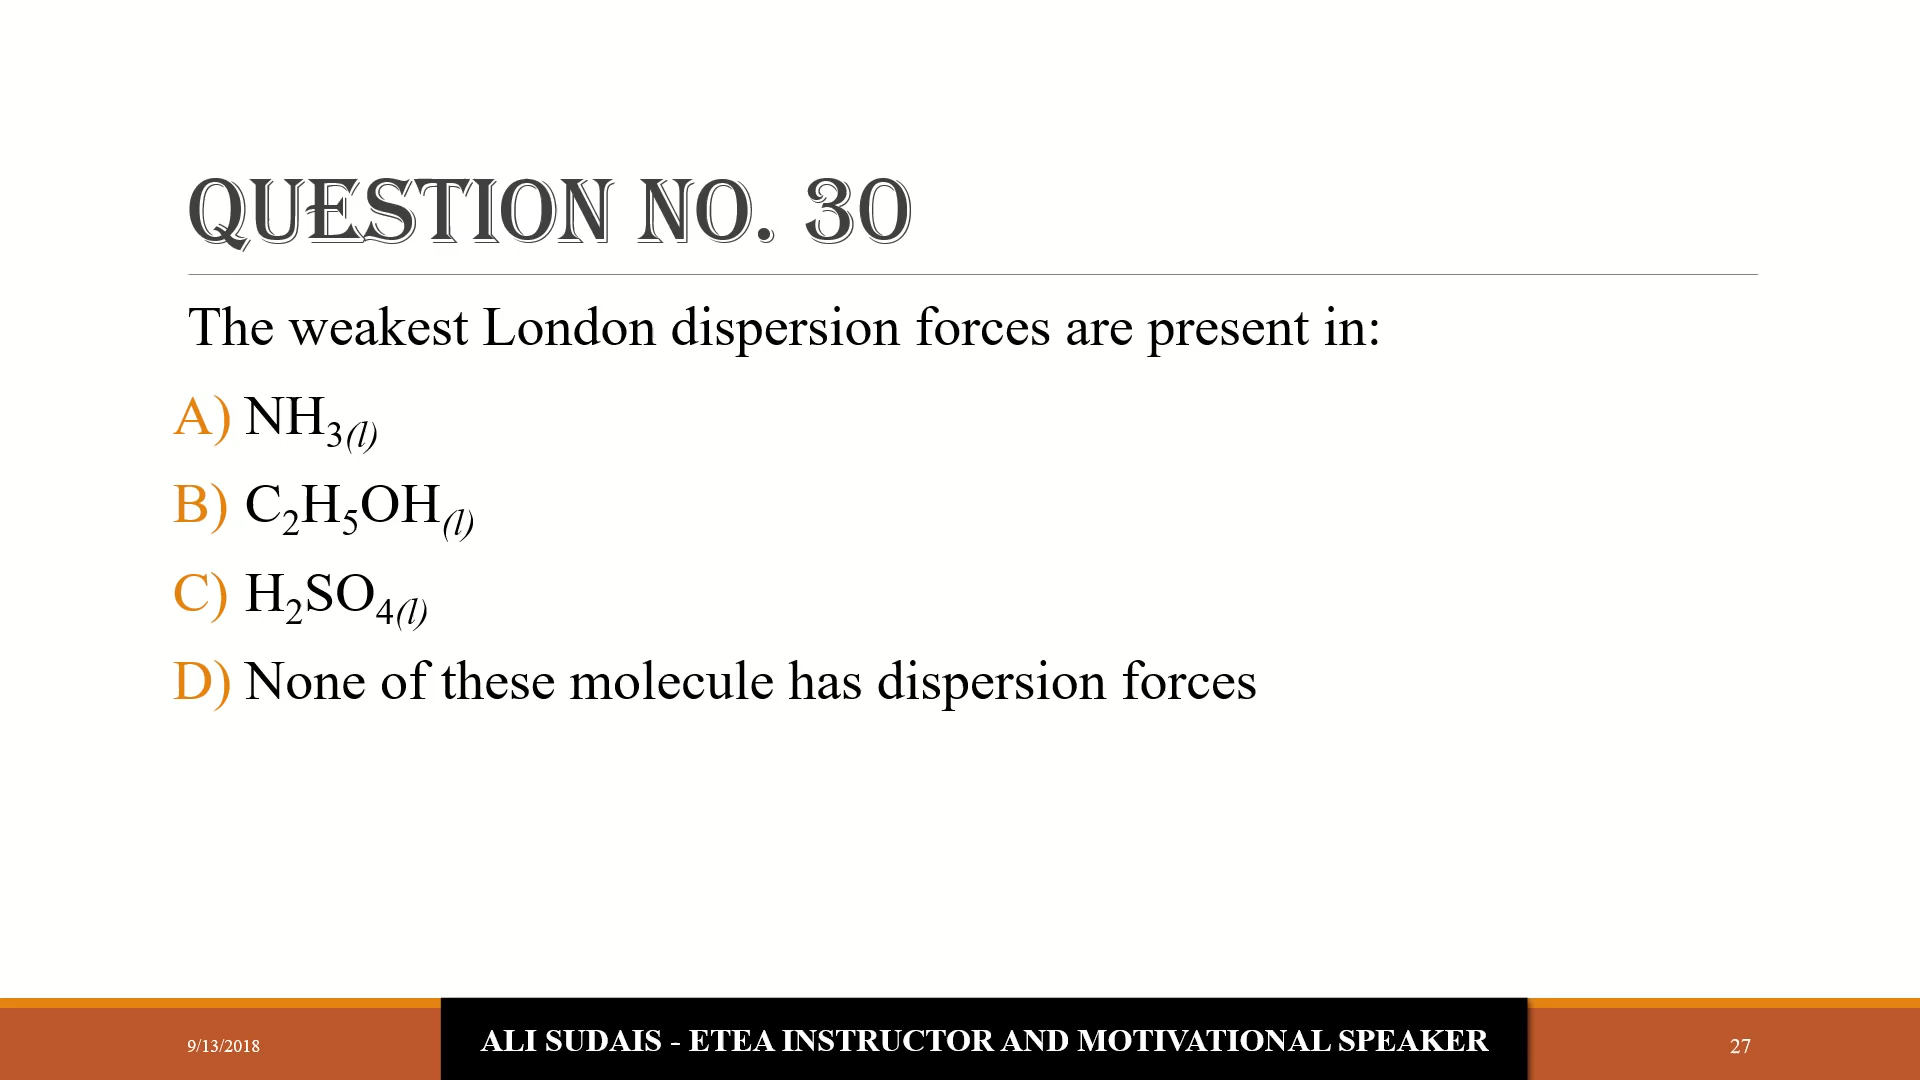 QUESTION NO. 30
The weakest London dispersion forces are present in:
A) NH₃₍l₎
B) C₂H₅OH₍l₎
C) H₂SO₄₍l₎
D) None of these molecule has dispersion forces
9/13/2018
ALI SUDAIS - ETEA INSTRUCTOR AND MOTIVATIONAL SPEAKER
27